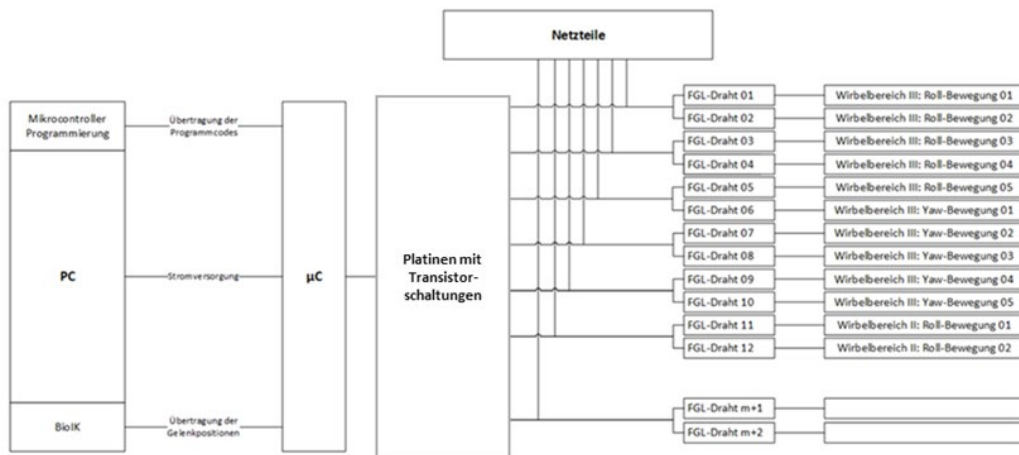 Netzteile
Mikrocontroller
Programmierung
Übertragung der
Programmcodes
PC
Stromversorgung
µC
BioIK
Übertragung der
Gelenkpositionen
Platinen mit
Transistor-
schaltungen
FGL-Draht 01
Wirbelbereich III: Roll-Bewegung 01
FGL-Draht 02
Wirbelbereich III: Roll-Bewegung 02
FGL-Draht 03
Wirbelbereich III: Roll-Bewegung 03
FGL-Draht 04
Wirbelbereich III: Roll-Bewegung 04
FGL-Draht 05
Wirbelbereich III: Roll-Bewegung 05
FGL-Draht 06
Wirbelbereich III: Yaw-Bewegung 01
FGL-Draht 07
Wirbelbereich III: Yaw-Bewegung 02
FGL-Draht 08
Wirbelbereich III: Yaw-Bewegung 03
FGL-Draht 09
Wirbelbereich III: Yaw-Bewegung 04
FGL-Draht 10
Wirbelbereich III: Yaw-Bewegung 05
FGL-Draht 11
Wirbelbereich II: Roll-Bewegung 01
FGL-Draht 12
Wirbelbereich II: Roll-Bewegung 02
FGL-Draht m+1
FGL-Draht m+2